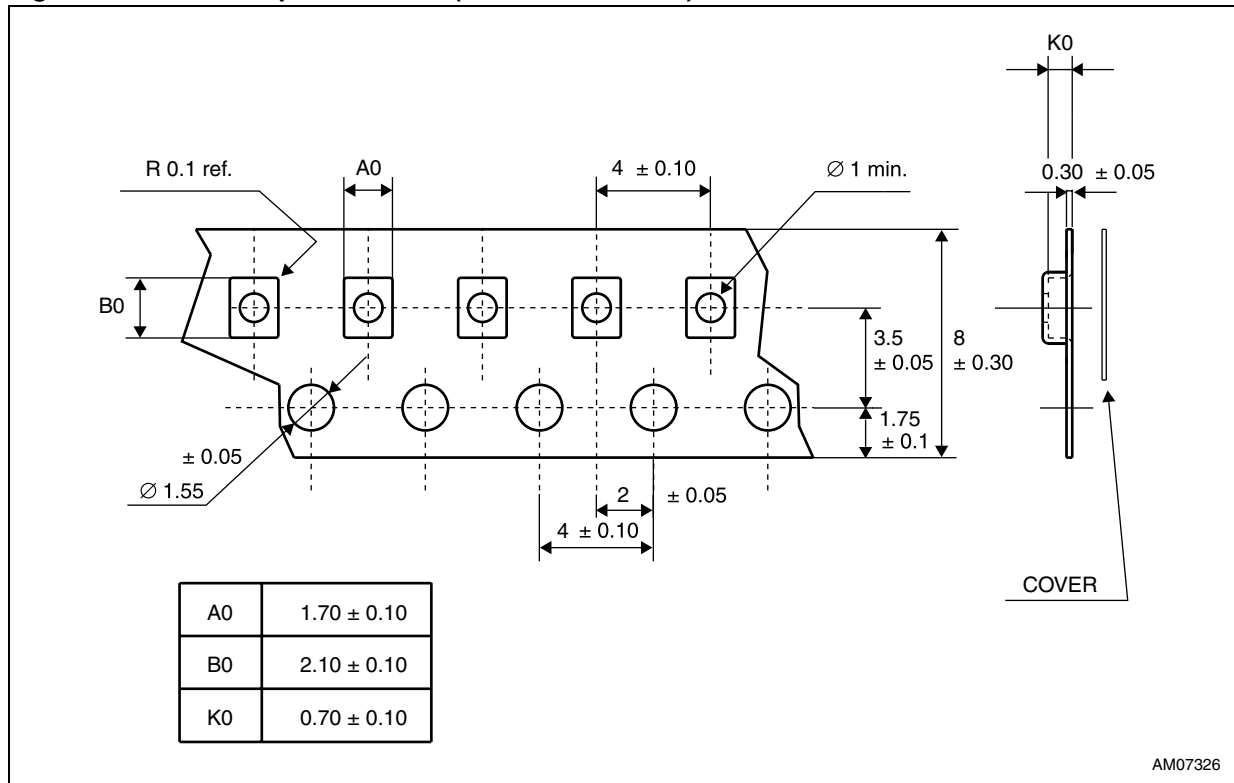 K0
R 0.1 ref.
A0
4 ± 0.10
∅ 1 min.
0.30 ± 0.05
B0
3.5
± 0.05
8
± 0.30
1.75
± 0.1
± 0.05
∅ 1.55
2 ± 0.05
4 ± 0.10
COVER
A0 1.70 ± 0.10
B0 2.10 ± 0.10
K0 0.70 ± 0.10
AM07326